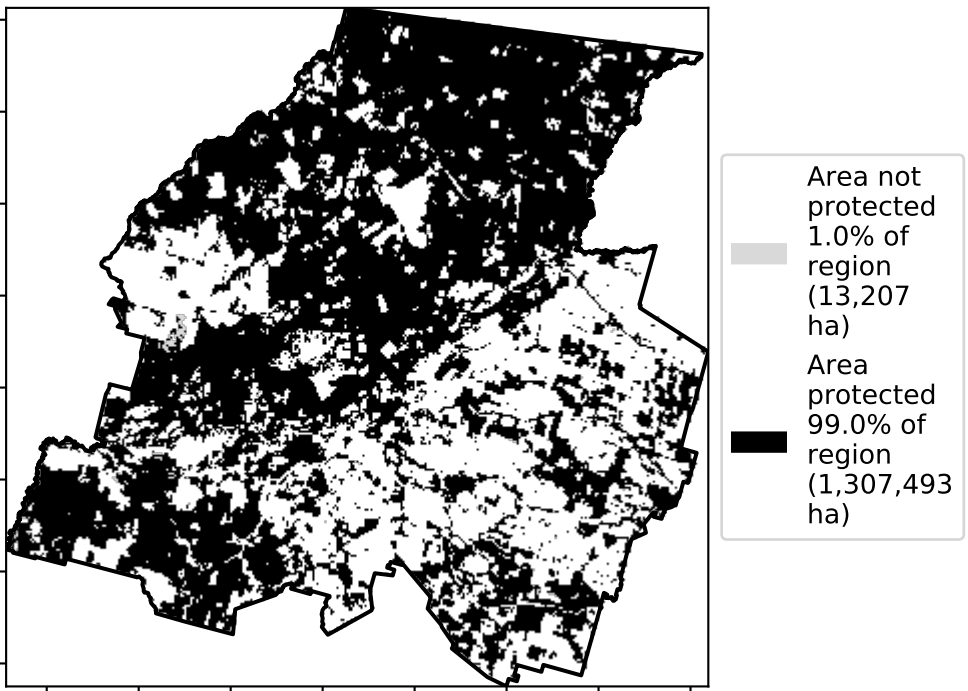 Area not
protected
1.0% of
region
(13,207
ha)
Area
protected
99.0% of
region
(1,307,493
ha)